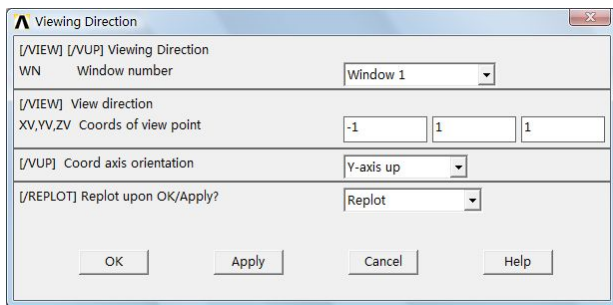 Viewing Direction
[/VIEW] [/VUP] Viewing Direction
WN Window number Window 1
[/VIEW] View direction
XV,YV,ZV Coords of view point -1 1 1
[/VUP] Coord axis orientation Y-axis up
[/REPLOT] Replot upon OK/Apply? Replot
OK Apply Cancel Help